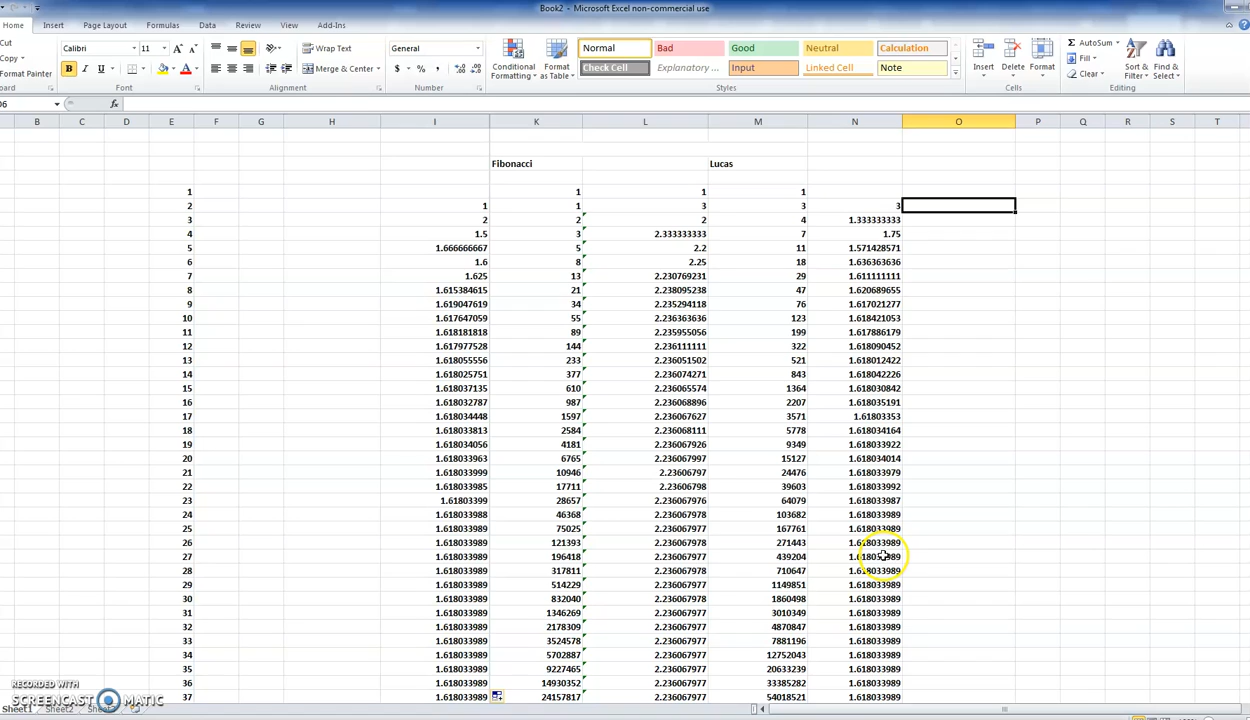 Book2 - Microsoft Excel non-commercial use
Home Insert Page Layout Formulas Data Review View Add-Ins
Cut
Copy
Format Painter
Calibri 11 A A
B I U A
Wrap Text
Merge & Center
General
$ % ,
Conditional Formatting
Format as Table
Normal Bad Good Neutral Calculation
Check Cell Explanatory ... Input Linked Cell Note
Insert Delete Format
Σ AutoSum
Fill
Clear
Sort & Filter
Find & Select
Font Alignment Number Styles Cells Editing
fx
B C D E F G H I K L M N O P Q R S T
Fibonacci Lucas
1 1 1 1
2 1 1 3 3 3
3 2 2 2 4 1.333333333
4 1.5 3 2.333333333 7 1.75
5 1.666666667 5 2.2 11 1.571428571
6 1.6 8 2.25 18 1.636363636
7 1.625 13 2.230769231 29 1.611111111
8 1.615384615 21 2.238095238 47 1.620689655
9 1.619047619 34 2.235294118 76 1.617021277
10 1.617647059 55 2.236363636 123 1.618421053
11 1.618181818 89 2.235955056 199 1.617886179
12 1.617977528 144 2.236111111 322 1.618090452
13 1.618055556 233 2.236051502 521 1.618012422
14 1.618025751 377 2.236074271 843 1.618042226
15 1.618037135 610 2.236065574 1364 1.618030842
16 1.618032787 987 2.236068896 2207 1.618035191
17 1.618034448 1597 2.236067627 3571 1.61803353
18 1.618033813 2584 2.236068111 5778 1.618034164
19 1.618034056 4181 2.236067926 9349 1.618033922
20 1.618033963 6765 2.236067997 15127 1.618034014
21 1.618033999 10946 2.23606797 24476 1.618033979
22 1.618033985 17711 2.23606798 39603 1.618033992
23 1.61803399 28657 2.236067976 64079 1.618033987
24 1.618033988 46368 2.236067978 103682 1.618033989
25 1.618033989 75025 2.236067977 167761 1.618033989
26 1.618033989 121393 2.236067978 271443 1.618033989
27 1.618033989 196418 2.236067977 439204 1.618033989
28 1.618033989 317811 2.236067978 710647 1.618033989
29 1.618033989 514229 2.236067977 1149851 1.618033989
30 1.618033989 832040 2.236067978 1860498 1.618033989
31 1.618033989 1346269 2.236067977 3010349 1.618033989
32 1.618033989 2178309 2.236067977 4870847 1.618033989
33 1.618033989 3524578 2.236067977 7881196 1.618033989
34 1.618033989 5702887 2.236067977 12752043 1.618033989
35 1.618033989 9227465 2.236067977 20633239 1.618033989
36 1.618033989 14930352 2.236067977 33385282 1.618033989
37 1.618033989 24157817 2.236067977 54018521 1.618033989
RECORDED WITH
SCREENCAST MATIC
Sheet1 Sheet2